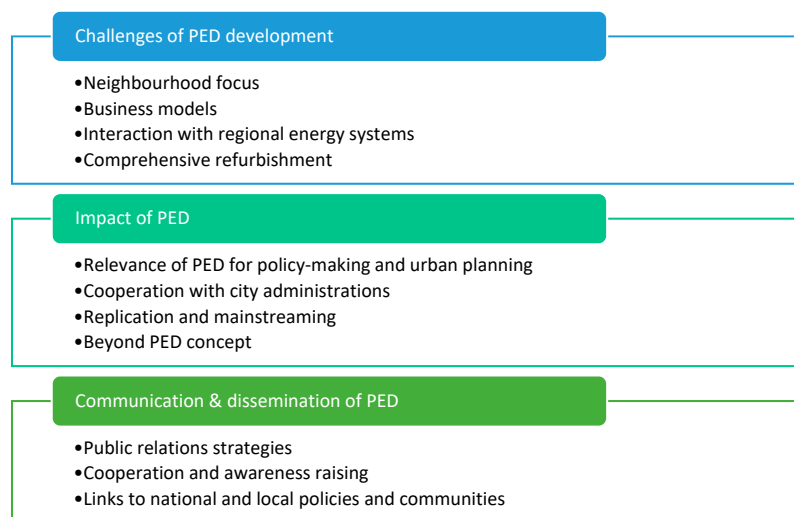 Challenges of PED development
•Neighbourhood focus
•Business models
•Interaction with regional energy systems
•Comprehensive refurbishment
Impact of PED
•Relevance of PED for policy-making and urban planning
•Cooperation with city administrations
•Replication and mainstreaming
•Beyond PED concept
Communication & dissemination of PED
•Public relations strategies
•Cooperation and awareness raising
•Links to national and local policies and communities